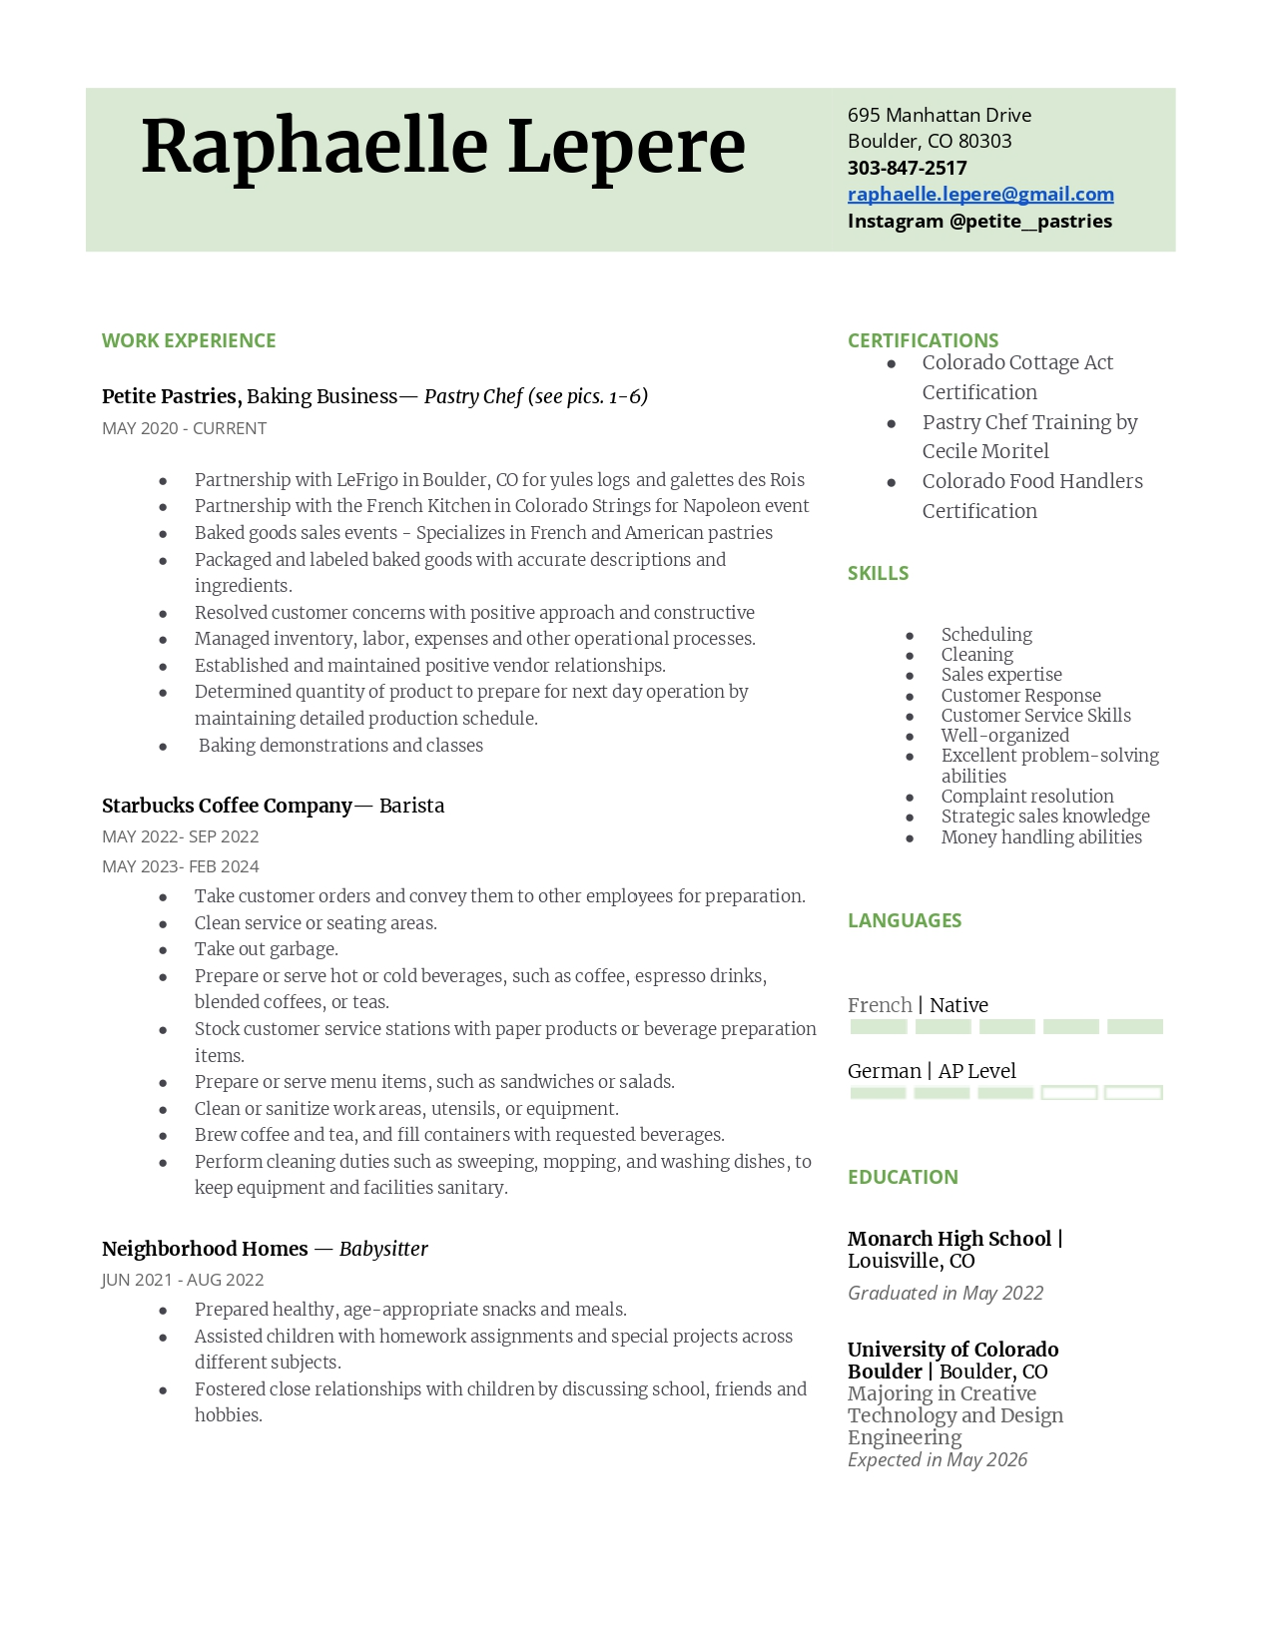 Raphaelle Lepere
695 Manhattan Drive
Boulder, CO 80303
303-847-2517
raphaelle.lepere@gmail.com
Instagram @petite__pastries
WORK EXPERIENCE
Petite Pastries, Baking Business— Pastry Chef (see pics. 1-6)
MAY 2020 - CURRENT
● Partnership with LeFrigo in Boulder, CO for yules logs and galettes des Rois
● Partnership with the French Kitchen in Colorado Strings for Napoleon event
● Baked goods sales events - Specializes in French and American pastries
● Packaged and labeled baked goods with accurate descriptions and
ingredients.
● Resolved customer concerns with positive approach and constructive
● Managed inventory, labor, expenses and other operational processes.
● Established and maintained positive vendor relationships.
● Determined quantity of product to prepare for next day operation by
maintaining detailed production schedule.
● Baking demonstrations and classes
Starbucks Coffee Company— Barista
MAY 2022- SEP 2022
MAY 2023- FEB 2024
● Take customer orders and convey them to other employees for preparation.
● Clean service or seating areas.
● Take out garbage.
● Prepare or serve hot or cold beverages, such as coffee, espresso drinks,
blended coffees, or teas.
● Stock customer service stations with paper products or beverage preparation
items.
● Prepare or serve menu items, such as sandwiches or salads.
● Clean or sanitize work areas, utensils, or equipment.
● Brew coffee and tea, and fill containers with requested beverages.
● Perform cleaning duties such as sweeping, mopping, and washing dishes, to
keep equipment and facilities sanitary.
Neighborhood Homes — Babysitter
JUN 2021 - AUG 2022
● Prepared healthy, age-appropriate snacks and meals.
● Assisted children with homework assignments and special projects across
different subjects.
● Fostered close relationships with children by discussing school, friends and
hobbies.
CERTIFICATIONS
● Colorado Cottage Act
Certification
● Pastry Chef Training by
Cecile Moritel
● Colorado Food Handlers
Certification
SKILLS
● Scheduling
● Cleaning
● Sales expertise
● Customer Response
● Customer Service Skills
● Well-organized
● Excellent problem-solving
abilities
● Complaint resolution
● Strategic sales knowledge
● Money handling abilities
LANGUAGES
French | Native
German | AP Level
EDUCATION
Monarch High School |
Louisville, CO
Graduated in May 2022
University of Colorado
Boulder | Boulder, CO
Majoring in Creative
Technology and Design
Engineering
Expected in May 2026